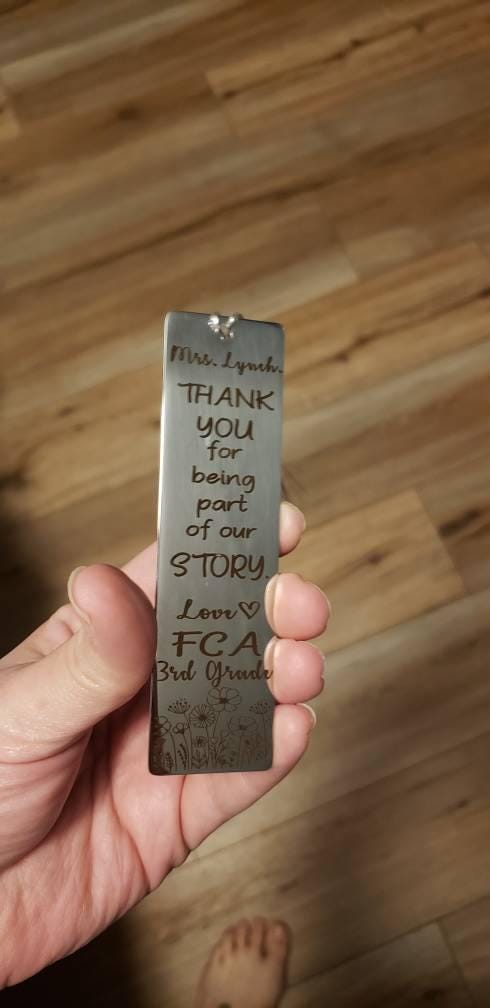 Mrs. Lynch.
THANK
YOU
for
being
part
of our
STORY.
Love
FCA
3rd Grade